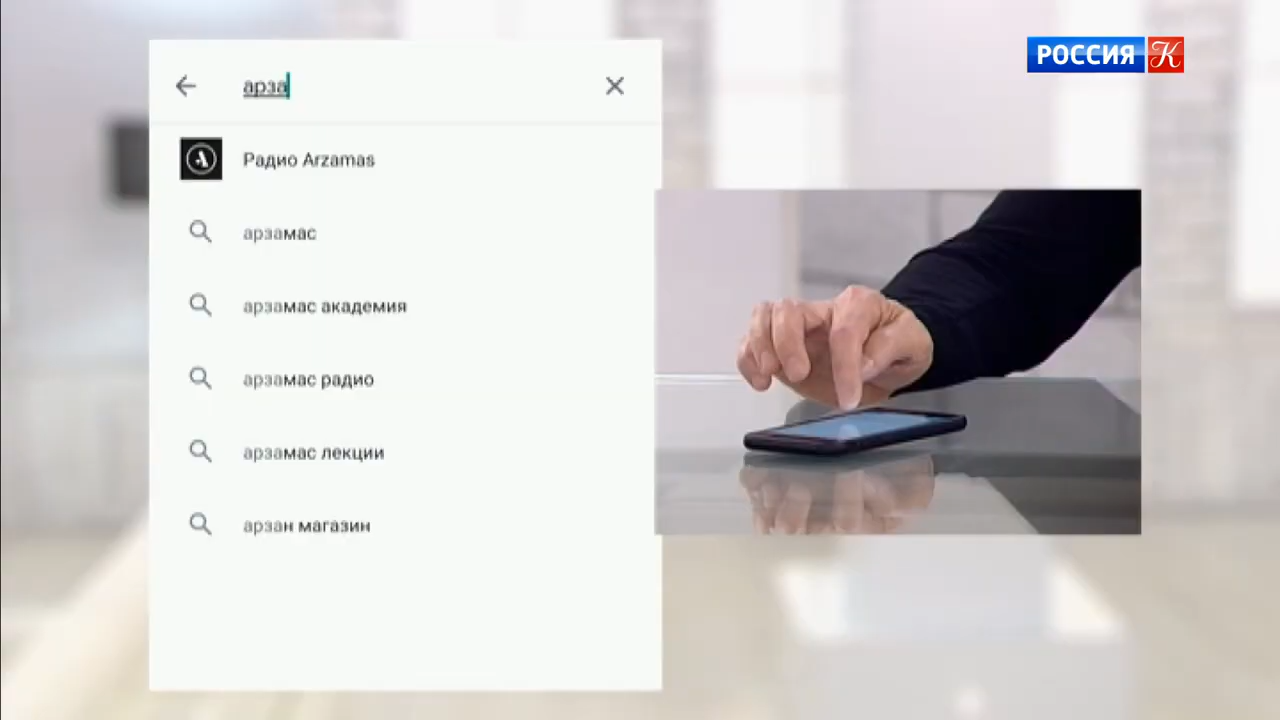 РОССИЯ К
арза
Радио Arzamas
арзамас
арзамас академия
арзамас радио
арзамас лекции
арзан магазин